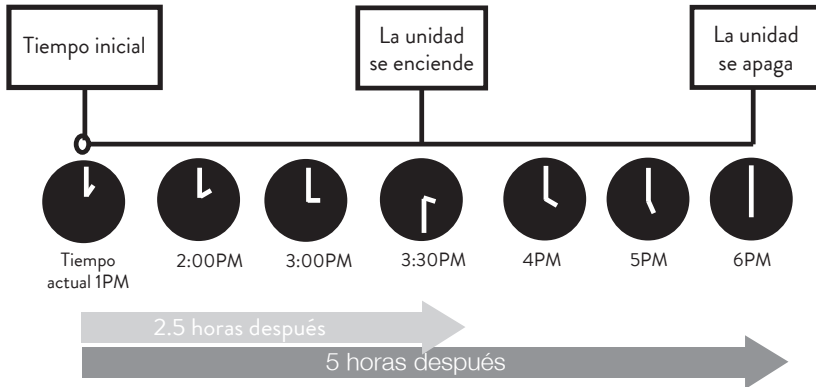 Tiempo inicial
La unidad
se enciende
La unidad
se apaga
Tiempo
actual 1PM
2:00PM
3:00PM
3:30PM
4PM
5PM
6PM
2.5 horas después
5 horas después